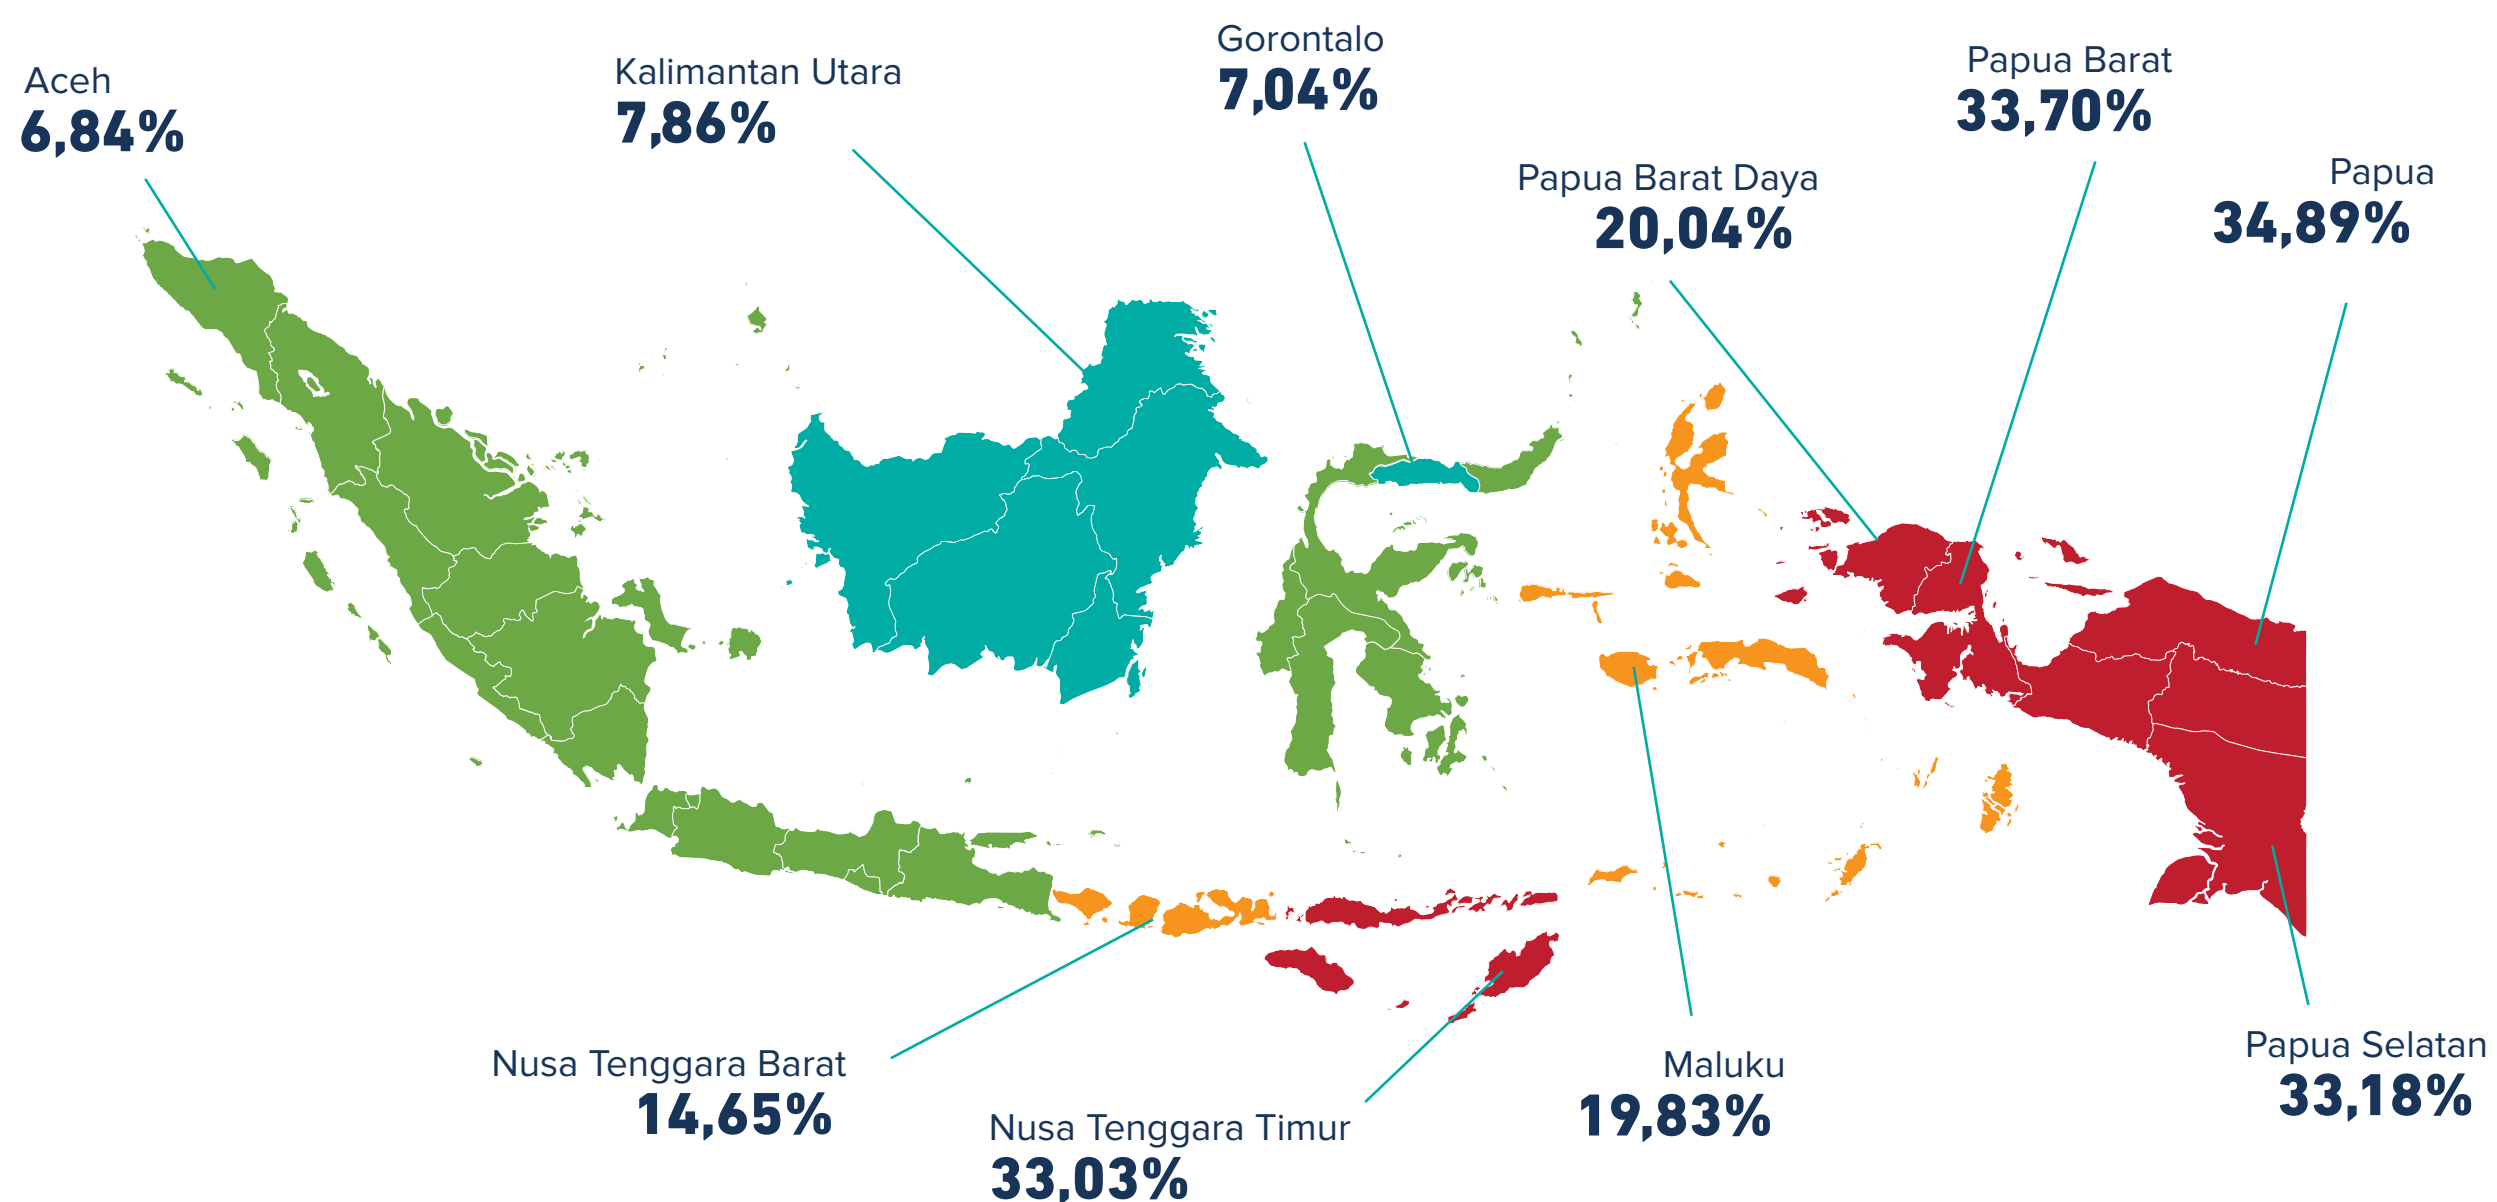 Aceh
6,84%
Kalimantan Utara
7,86%
Gorontalo
7,04%
Papua Barat Daya
20,04%
Papua Barat
33,70%
Papua
34,89%
Nusa Tenggara Barat
14,65%
Nusa Tenggara Timur
33,03%
Maluku
19,83%
Papua Selatan
33,18%